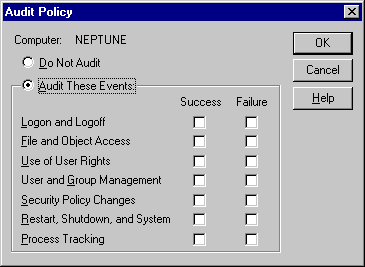 Audit Policy
Computer: NEPTUNE
OK
Do Not Audit
Cancel
Audit These Events:
Help
Success Failure
Logon and Logoff
File and Object Access
Use of User Rights
User and Group Management
Security Policy Changes
Restart, Shutdown, and System
Process Tracking